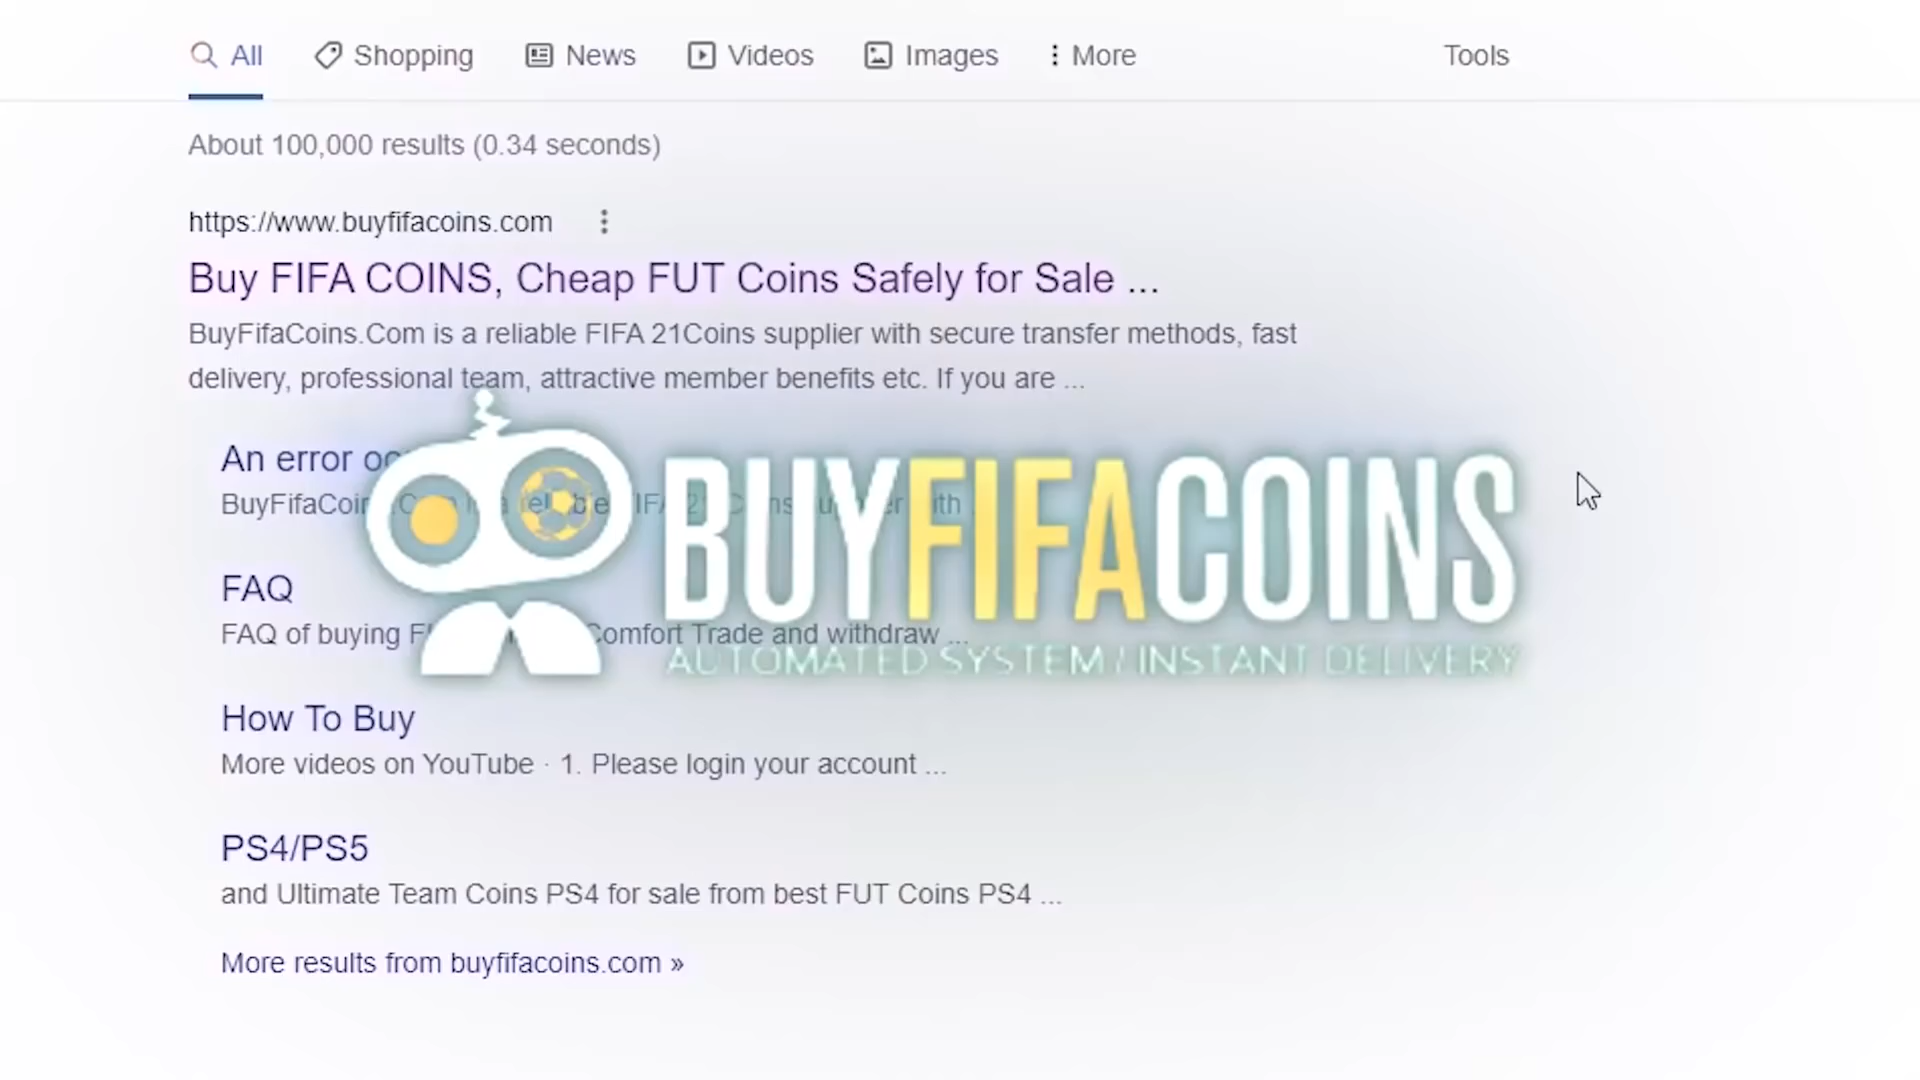 All Shopping News Videos Images More Tools
About 100,000 results (0.34 seconds)
https://www.buyfifacoins.com
Buy FIFA COINS, Cheap FUT Coins Safely for Sale ...
BuyFifaCoins.Com is a reliable FIFA 21Coins supplier with secure transfer methods, fast
delivery, professional team, attractive member benefits etc. If you are ...
An error
BUYFIFACOINS
AUTOMATED SYSTEM / INSTANT DELIVERY
FAQ
FAQ of buying Comfort Trade and withdraw ...
How To Buy
More videos on YouTube · 1. Please login your account ...
PS4/PS5
and Ultimate Team Coins PS4 for sale from best FUT Coins PS4 ...
More results from buyfifacoins.com »